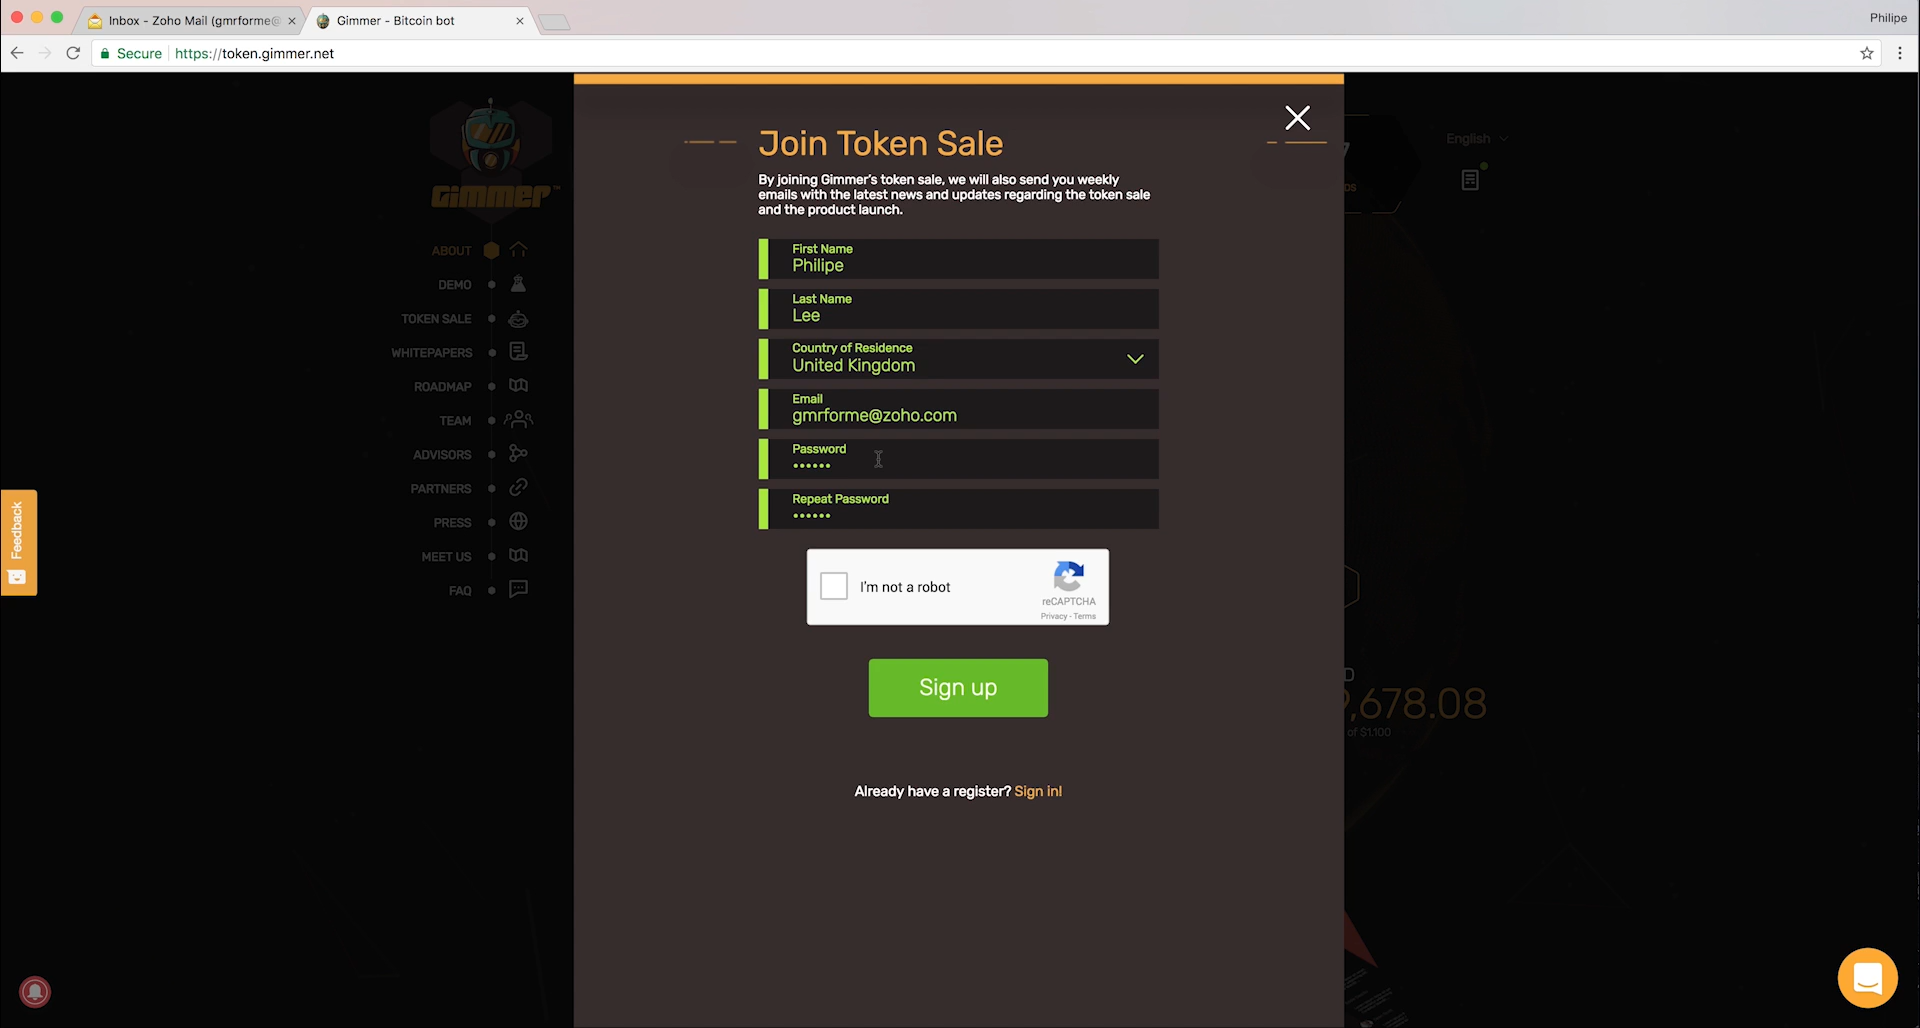 Inbox - Zoho Mail (gmrforme@
Gimmer - Bitcoin bot
Philipe
Secure
https://token.gimmer.net
Gimmer
ABOUT
DEMO
TOKEN SALE
WHITEPAPERS
ROADMAP
TEAM
ADVISORS
PARTNERS
PRESS
MEET US
FAQ
Feedback
Join Token Sale
By joining Gimmer's token sale, we will also send you weekly
emails with the latest news and updates regarding the token sale
and the product launch.
First Name
Philipe
Last Name
Lee
Country of Residence
United Kingdom
Email
gmrforme@zoho.com
Password
••••••
Repeat Password
••••••
I'm not a robot
reCAPTCHA
Privacy - Terms
Sign up
Already have a register? Sign in!
English
7
DS
D
9,678.08
of $1.100